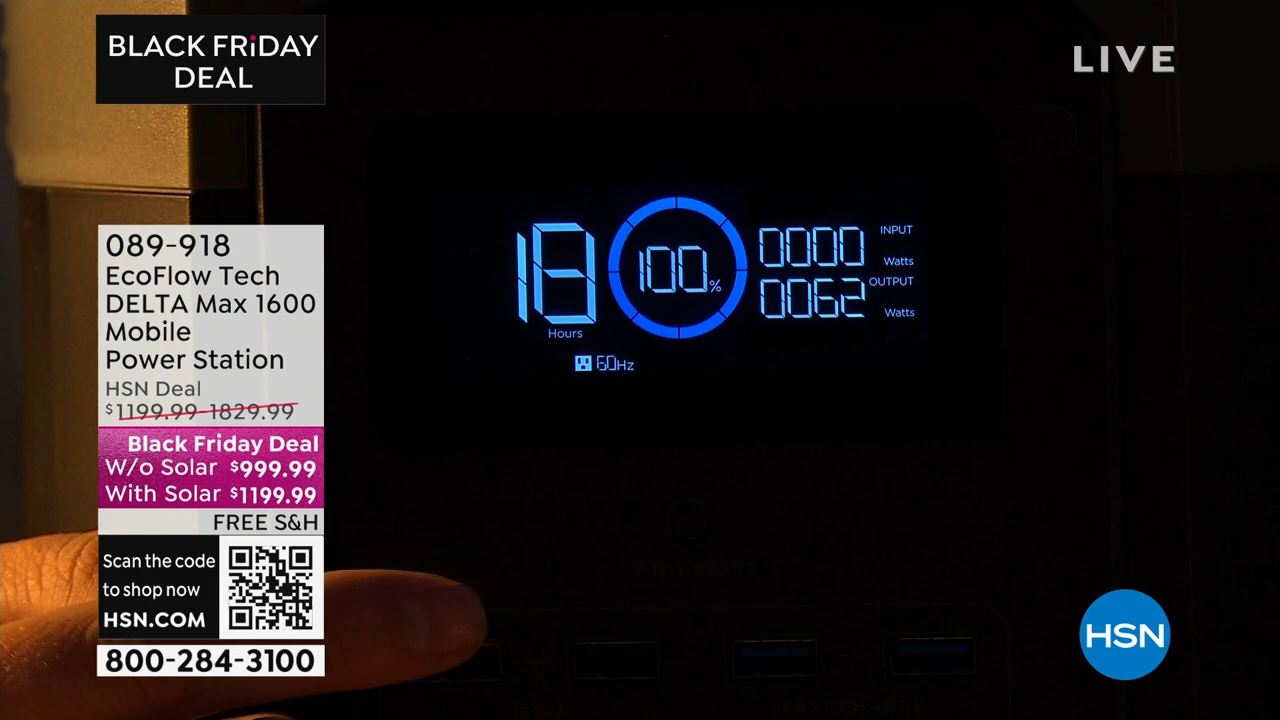 BLACK FRiDAY
DEAL
LIVE
089-918
EcoFlow Tech
DELTA Max 1600
Mobile
Power Station
HSN Deal
$1199.99-1829.99
Black Friday Deal
W/o Solar $999.99
With Solar $1199.99
FREE S&H
Scan the code
to shop now
HSN.COM
800-284-3100
18
Hours
100%
0000
INPUT
Watts
0062
OUTPUT
Watts
60Hz
FAST CHARGE
HSN